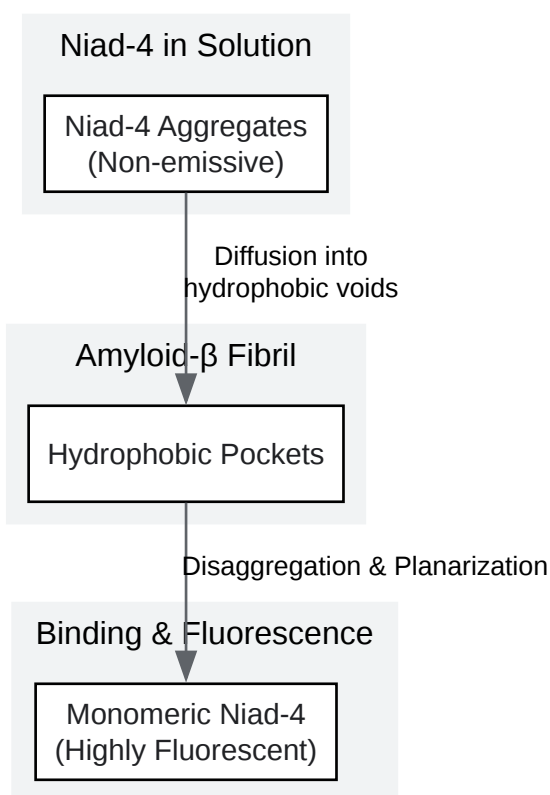 Niad-4 in Solution
Niad-4 Aggregates
(Non-emissive)
Diffusion into
hydrophobic voids
Amyloid-β Fibril
Hydrophobic Pockets
Disaggregation & Planarization
Binding & Fluorescence
Monomeric Niad-4
(Highly Fluorescent)